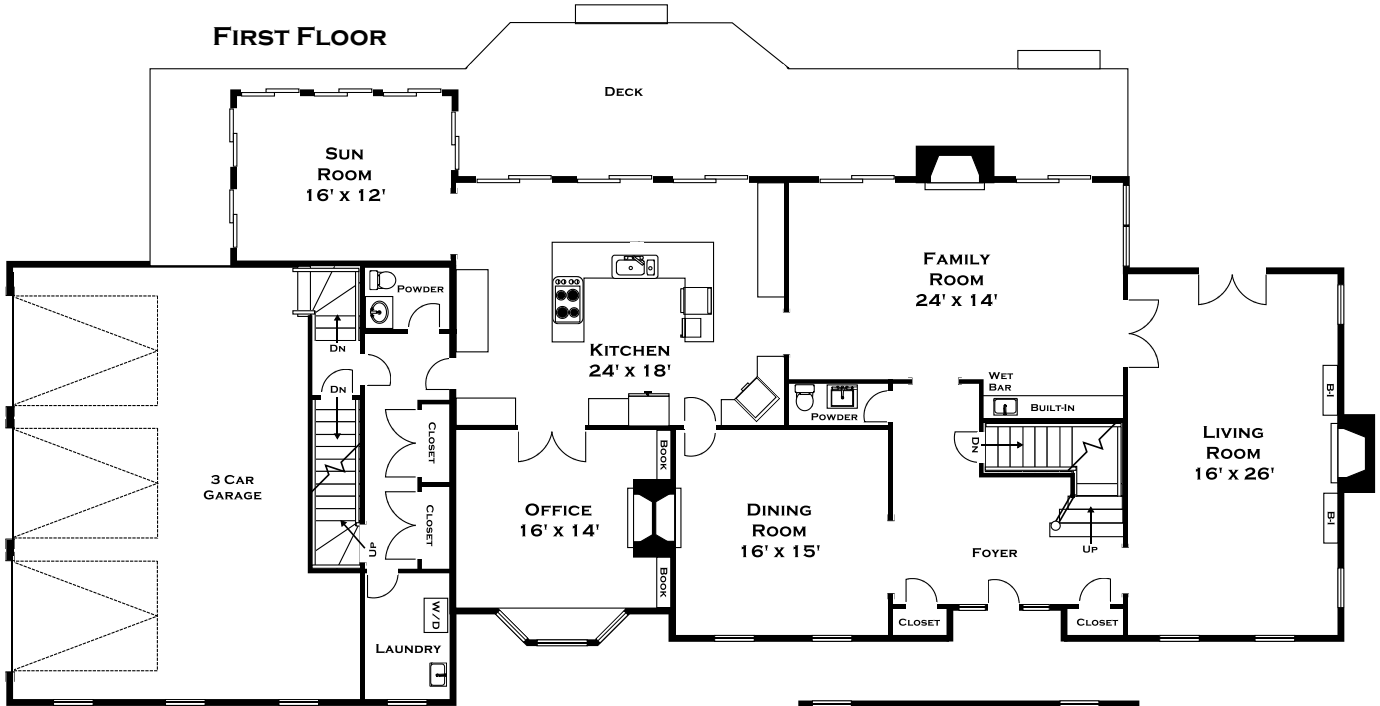 First Floor
Deck
Sun
Room
16' x 12'
Family
Room
24' x 14'
Powder
Kitchen
24' x 18'
Dn
Dn
Wet
Bar
Built-In
Powder
B-I
Closet
Book
Dn
Living
Room
16' x 26'
3 Car
Garage
Office
16' x 14'
Dining
Room
16' x 15'
Closet
B-I
Up
Foyer
Up
Book
W/D
Closet
Closet
Laundry